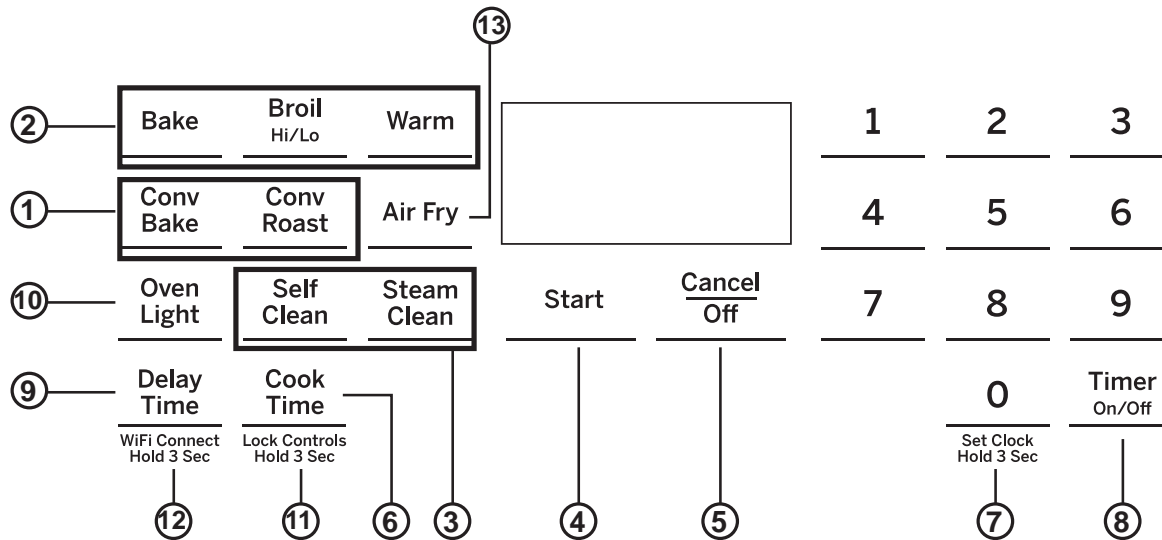 13
2
Bake
Broil
Hi/Lo
Warm
1
2
3
1
Conv
Bake
Conv
Roast
Air Fry
4
5
6
10
Oven
Light
Self
Clean
Steam
Clean
Start
Cancel
Off
7
8
9
9
Delay
Time
Cook
Time
0
Timer
On/Off
WiFi Connect
Hold 3 Sec
Lock Controls
Hold 3 Sec
Set Clock
Hold 3 Sec
12
11
6
3
4
5
7
8